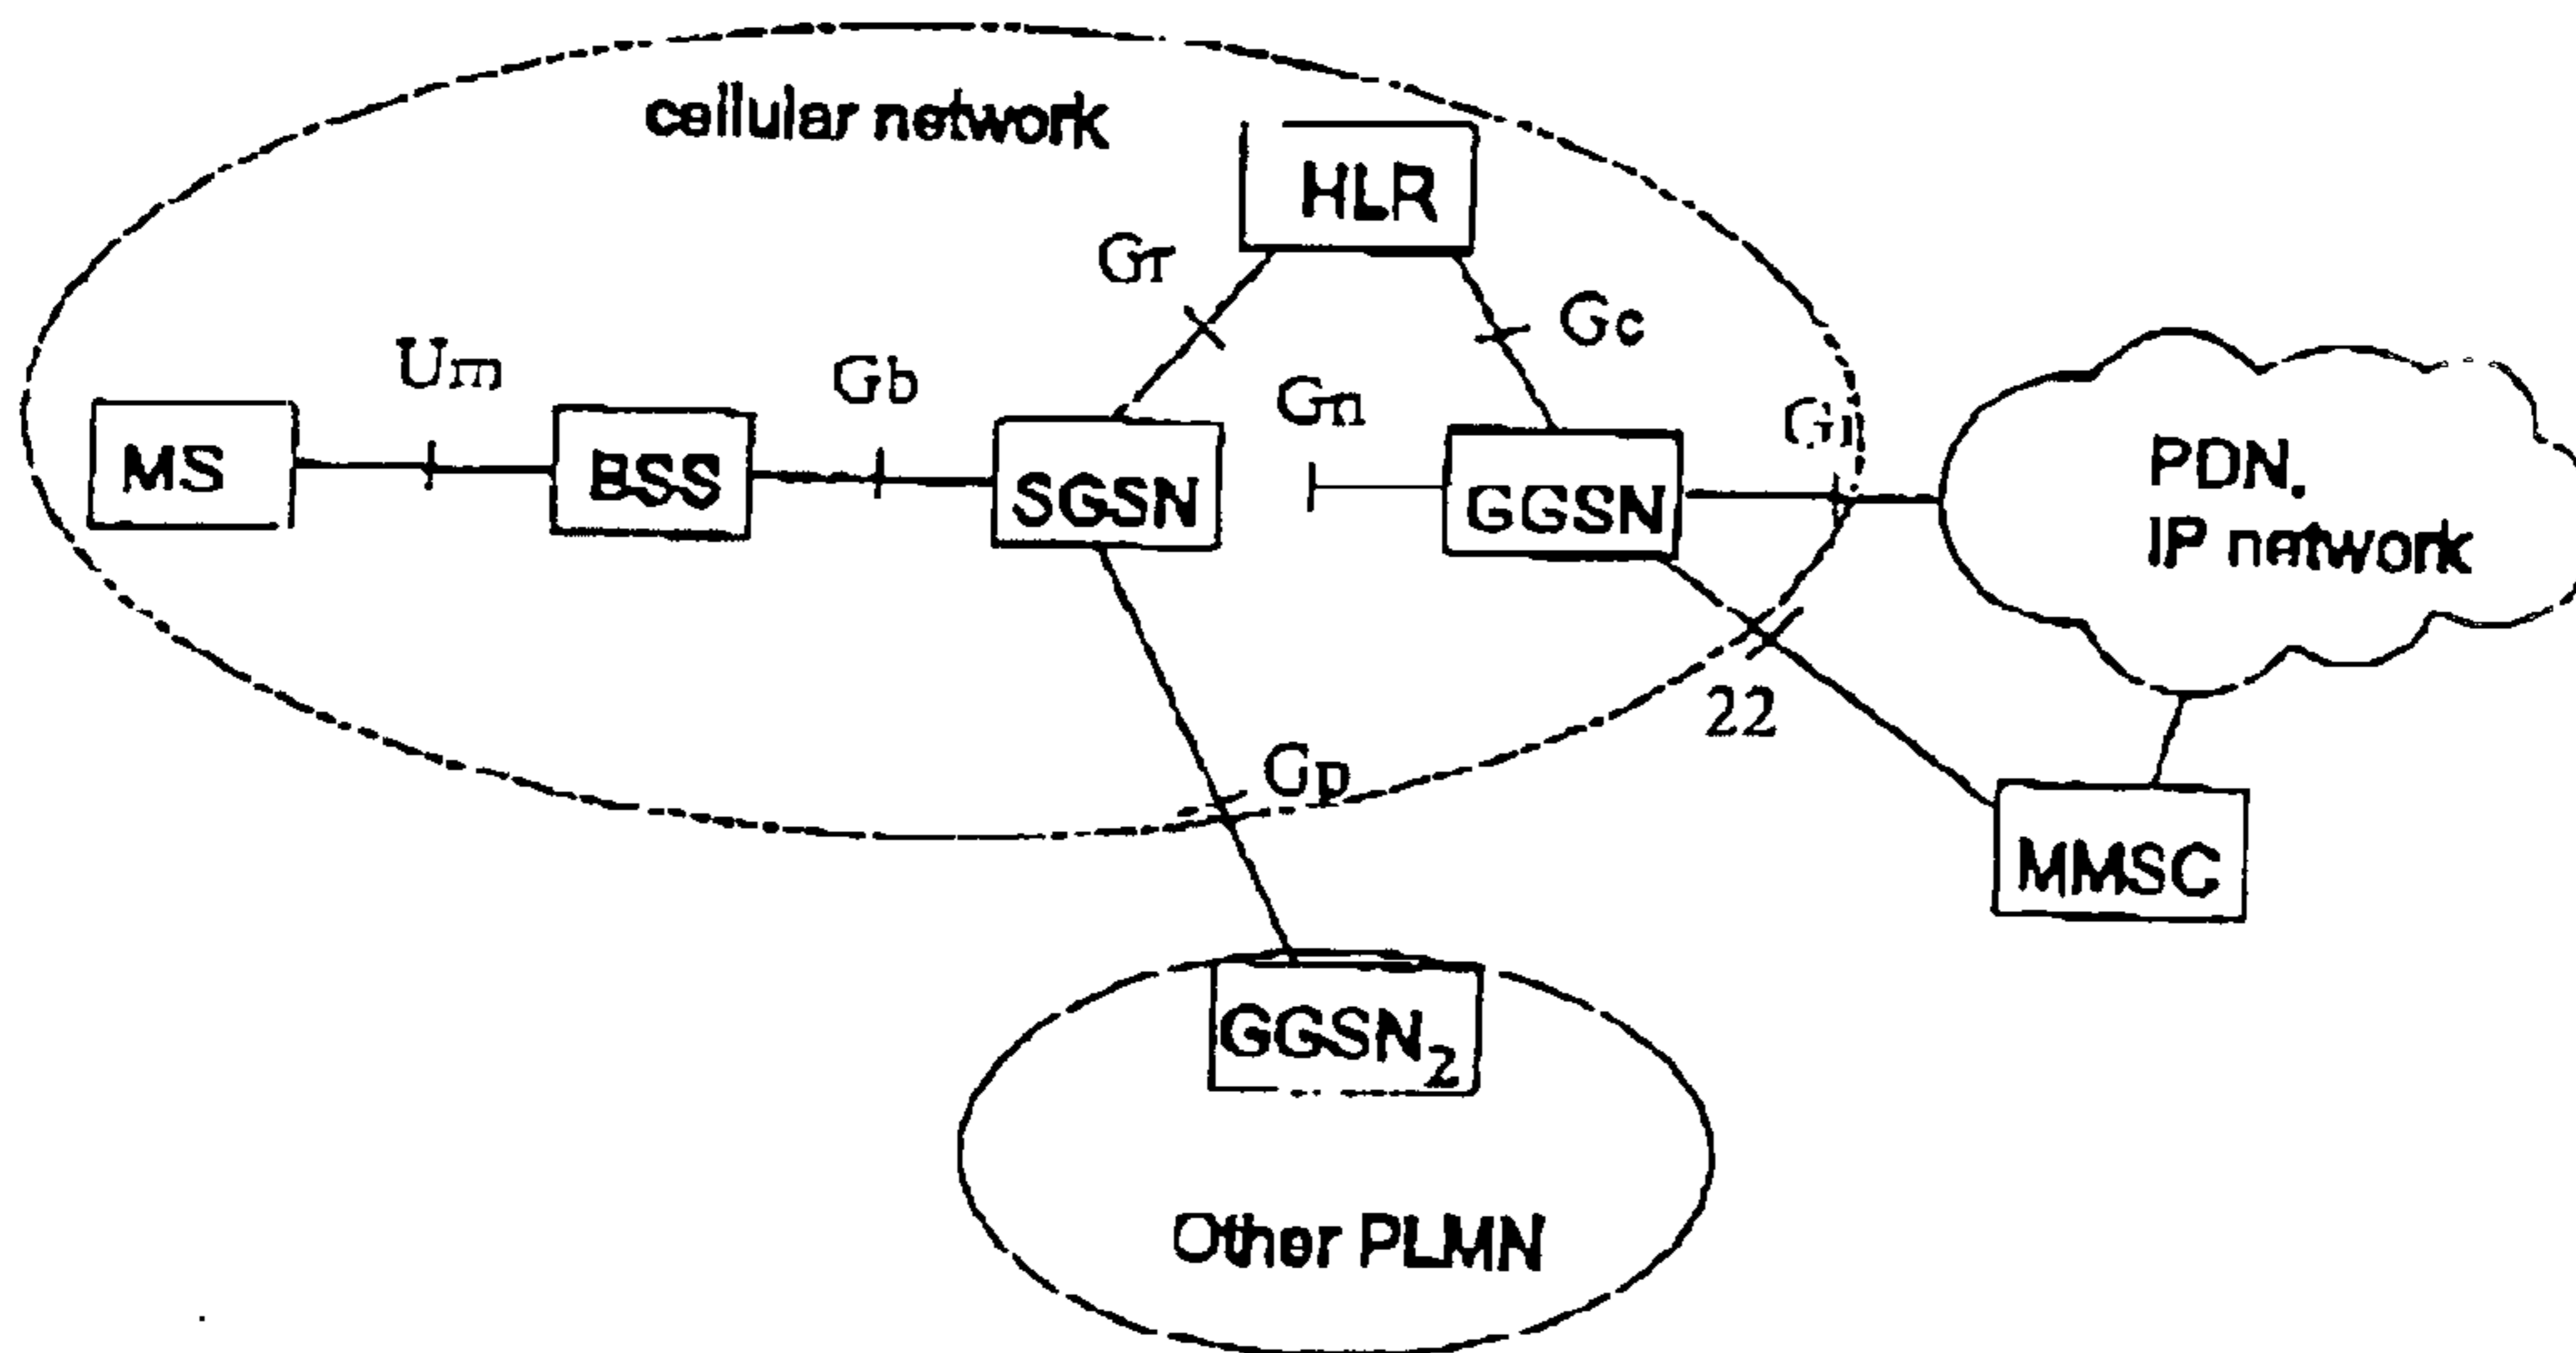 cellular network
HLR
Gr
Gc
Um
Gb
Gn
Gi
MS
BSS
SGSN
GGSN
PDN,
IP network
22
Gp
MMSC
GGSN2
Other PLMN